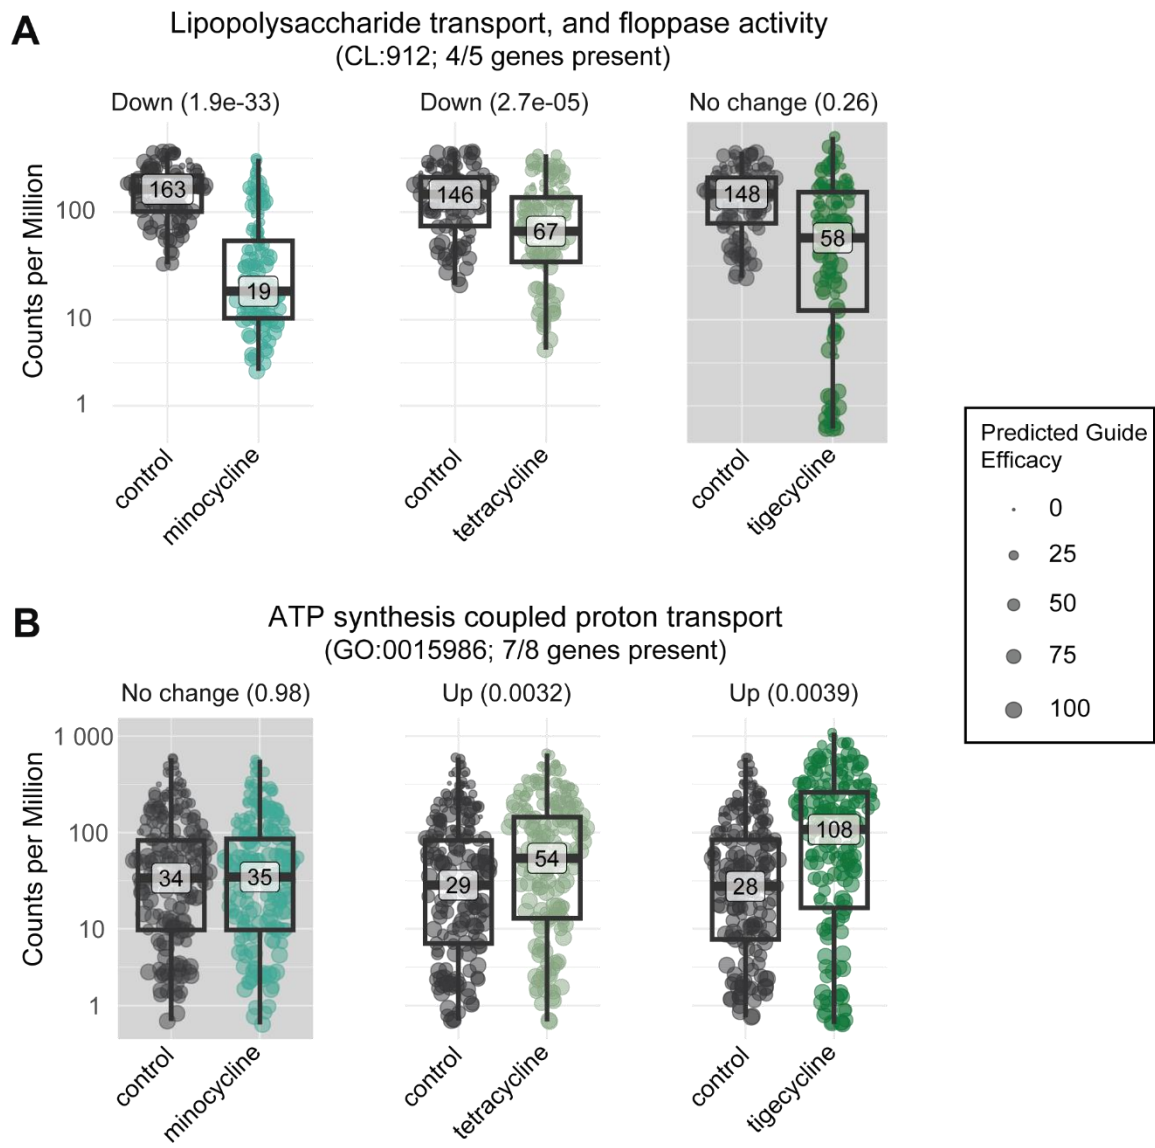 A
Lipopolysaccharide transport, and floppase activity
(CL:912; 4/5 genes present)
Down (1.9e-33)
Down (2.7e-05)
No change (0.26)
Counts per Million
100
10
1
163
19
146
67
148
58
control
minocycline
control
tetracycline
control
tigecycline
Predicted Guide
Efficacy
0
25
50
75
100
B
ATP synthesis coupled proton transport
(GO:0015986; 7/8 genes present)
No change (0.98)
Up (0.0032)
Up (0.0039)
Counts per Million
1 000
100
10
1
34
35
29
54
28
108
control
minocycline
control
tetracycline
control
tigecycline